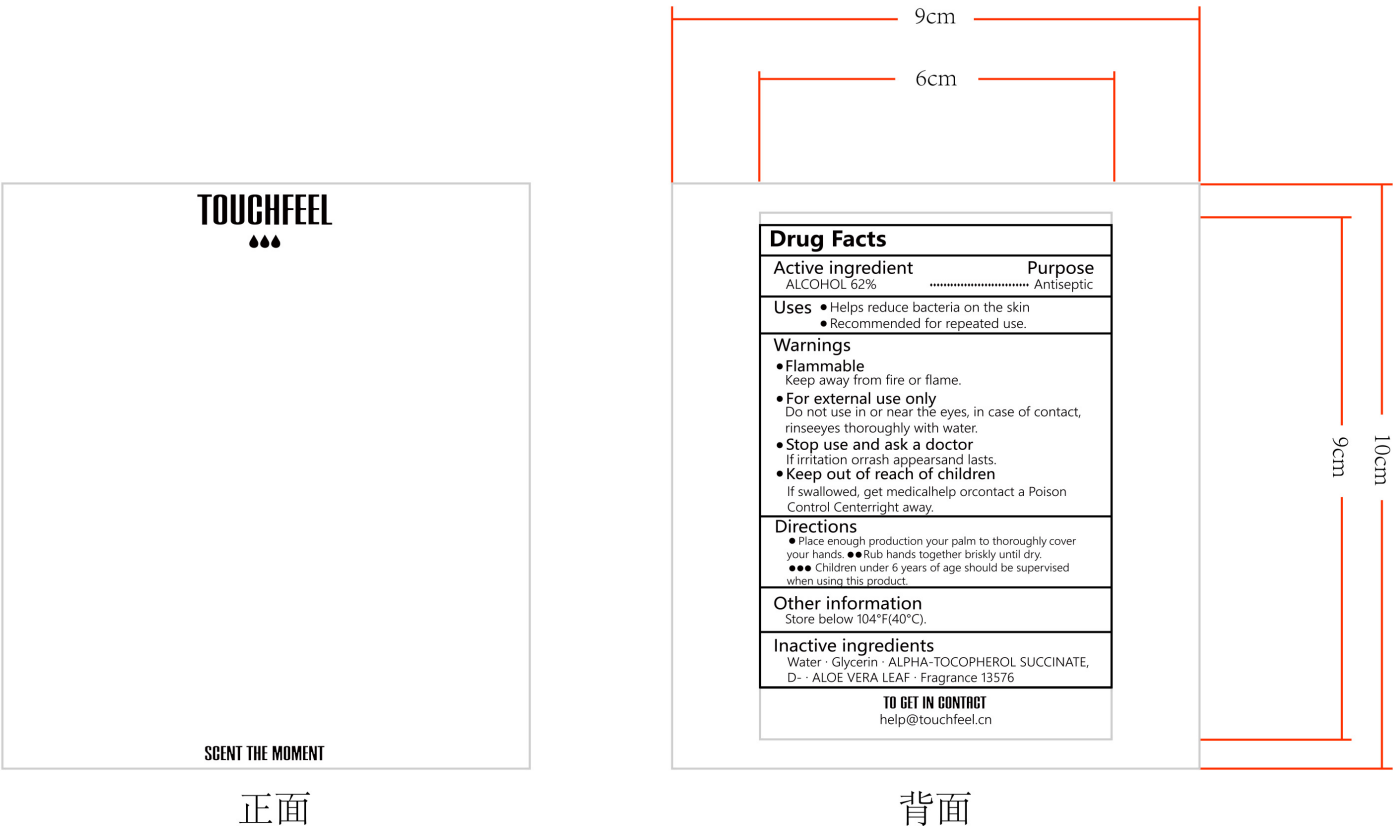 9cm
6cm
TOUCHFEEL
SCENT THE MOMENT
正面
Drug Facts
Active ingredient Purpose
ALCOHOL 62% ............................. Antiseptic
Uses ● Helps reduce bacteria on the skin
● Recommended for repeated use.
Warnings
● Flammable
Keep away from fire or flame.
● For external use only
Do not use in or near the eyes, in case of contact,
rinseeyes thoroughly with water.
● Stop use and ask a doctor
If irritation orrash appearsand lasts.
● Keep out of reach of children
If swallowed, get medicalhelp orcontact a Poison
Control Centerright away.
Directions
● Place enough production your palm to thoroughly cover
your hands. ●●Rub hands together briskly until dry.
●●● Children under 6 years of age should be supervised
when using this product.
Other information
Store below 104°F(40°C).
Inactive ingredients
Water · Glycerin · ALPHA-TOCOPHEROL SUCCINATE,
D- · ALOE VERA LEAF · Fragrance 13576
TO GET IN CONTACT
help@touchfeel.cn
9cm
10cm
背面